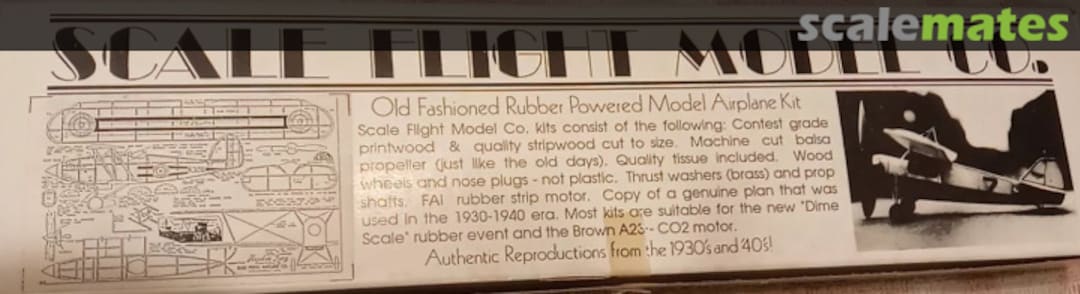 scalemates
SCALE FLIGHT MODEL CO.
Old Fashioned Rubber Powered Model Airplane Kit
Scale Flight Model Co. kits consist of the following: Contest grade
printwood & quality stripwood cut to size. Machine cut balsa
propeller (just like the old days). Quality tissue included. Wood
wheels and nose plugs - not plastic. Thrust washers (brass) and prop
shafts. FAI rubber strip motor. Copy of a genuine plan that was
used in the 1930-1940 era. Most kits are suitable for the new "Dime
Scale" rubber event and the Brown A23-- CO2 motor.
Authentic Reproductions from the 1930's and 40's!